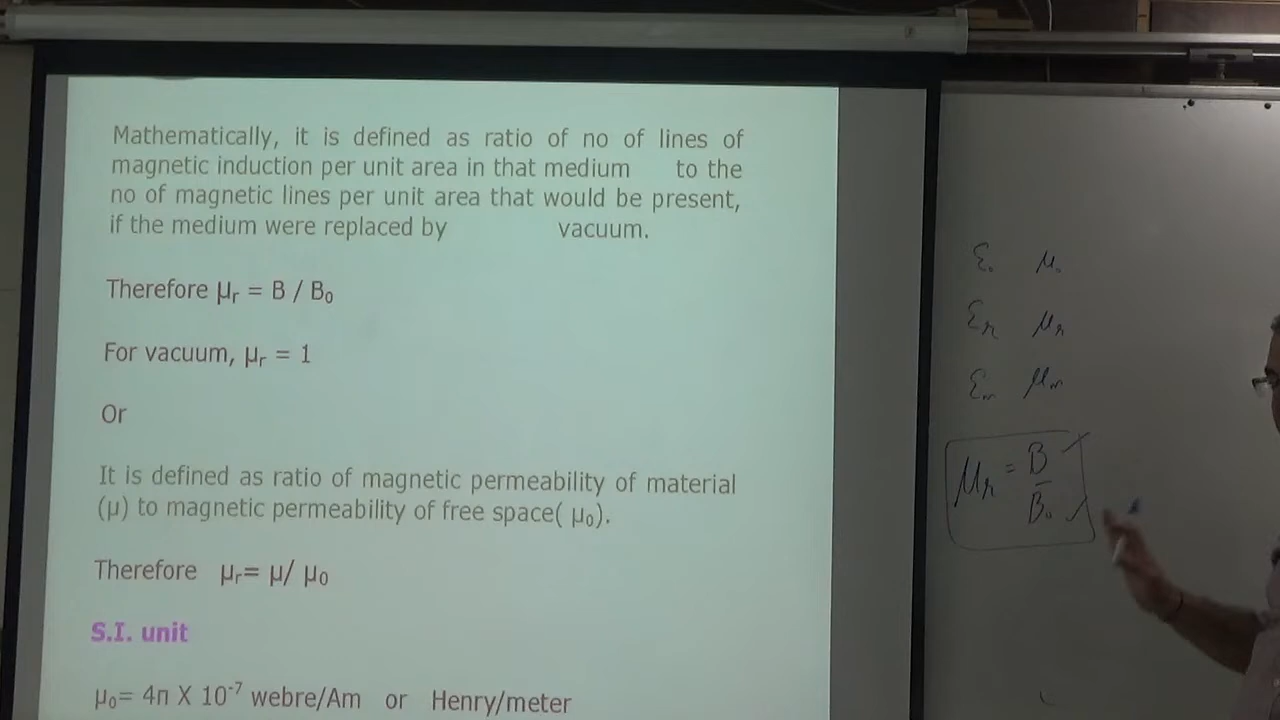 Mathematically, it is defined as ratio of no of lines of
magnetic induction per unit area in that medium to the
no of magnetic lines per unit area that would be present,
if the medium were replaced by vacuum.
Therefore μr = B / B0
For vacuum, μr = 1
Or
It is defined as ratio of magnetic permeability of material
(μ) to magnetic permeability of free space( μ0).
Therefore μr= μ/ μ0
S.I. unit
μ0= 4π X 10-7 webre/Am or Henry/meter
ε0 μ0
εr μr
εm μm
μr = B
B0